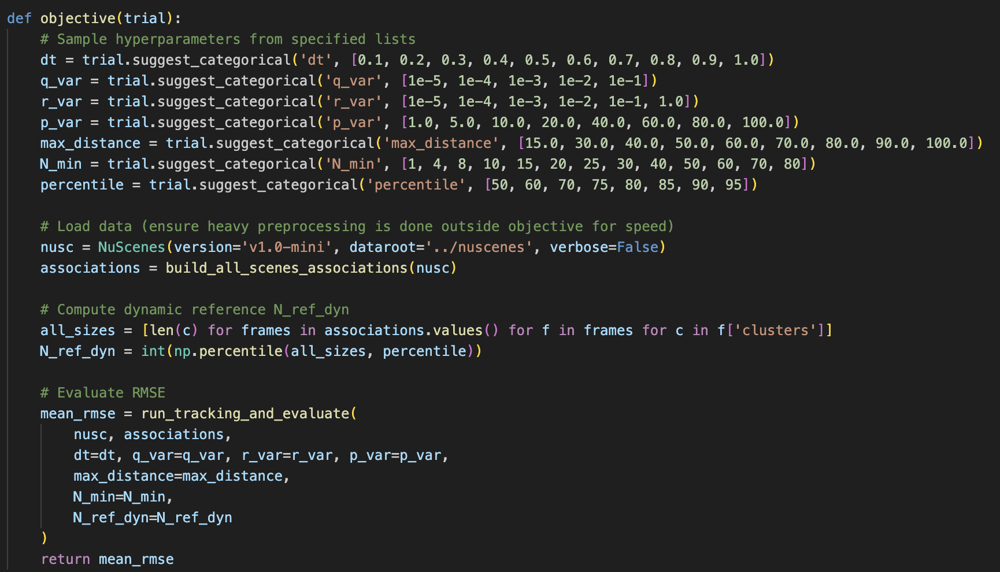 def objective(trial):
    # Sample hyperparameters from specified lists
    dt = trial.suggest_categorical('dt', [0.1, 0.2, 0.3, 0.4, 0.5, 0.6, 0.7, 0.8, 0.9, 1.0])
    q_var = trial.suggest_categorical('q_var', [1e-5, 1e-4, 1e-3, 1e-2, 1e-1])
    r_var = trial.suggest_categorical('r_var', [1e-5, 1e-4, 1e-3, 1e-2, 1e-1, 1.0])
    p_var = trial.suggest_categorical('p_var', [1.0, 5.0, 10.0, 20.0, 40.0, 60.0, 80.0, 100.0])
    max_distance = trial.suggest_categorical('max_distance', [15.0, 30.0, 40.0, 50.0, 60.0, 70.0, 80.0, 90.0, 100.0])
    N_min = trial.suggest_categorical('N_min', [1, 4, 8, 10, 15, 20, 25, 30, 40, 50, 60, 70, 80])
    percentile = trial.suggest_categorical('percentile', [50, 60, 70, 75, 80, 85, 90, 95])

    # Load data (ensure heavy preprocessing is done outside objective for speed)
    nusc = NuScenes(version='v1.0-mini', dataroot='../nuscenes', verbose=False)
    associations = build_all_scenes_associations(nusc)

    # Compute dynamic reference N_ref_dyn
    all_sizes = [len(c) for frames in associations.values() for f in frames for c in f['clusters']]
    N_ref_dyn = int(np.percentile(all_sizes, percentile))

    # Evaluate RMSE
    mean_rmse = run_tracking_and_evaluate(
        nusc, associations,
        dt=dt, q_var=q_var, r_var=r_var, p_var=p_var,
        max_distance=max_distance,
        N_min=N_min,
        N_ref_dyn=N_ref_dyn
    )
    return mean_rmse